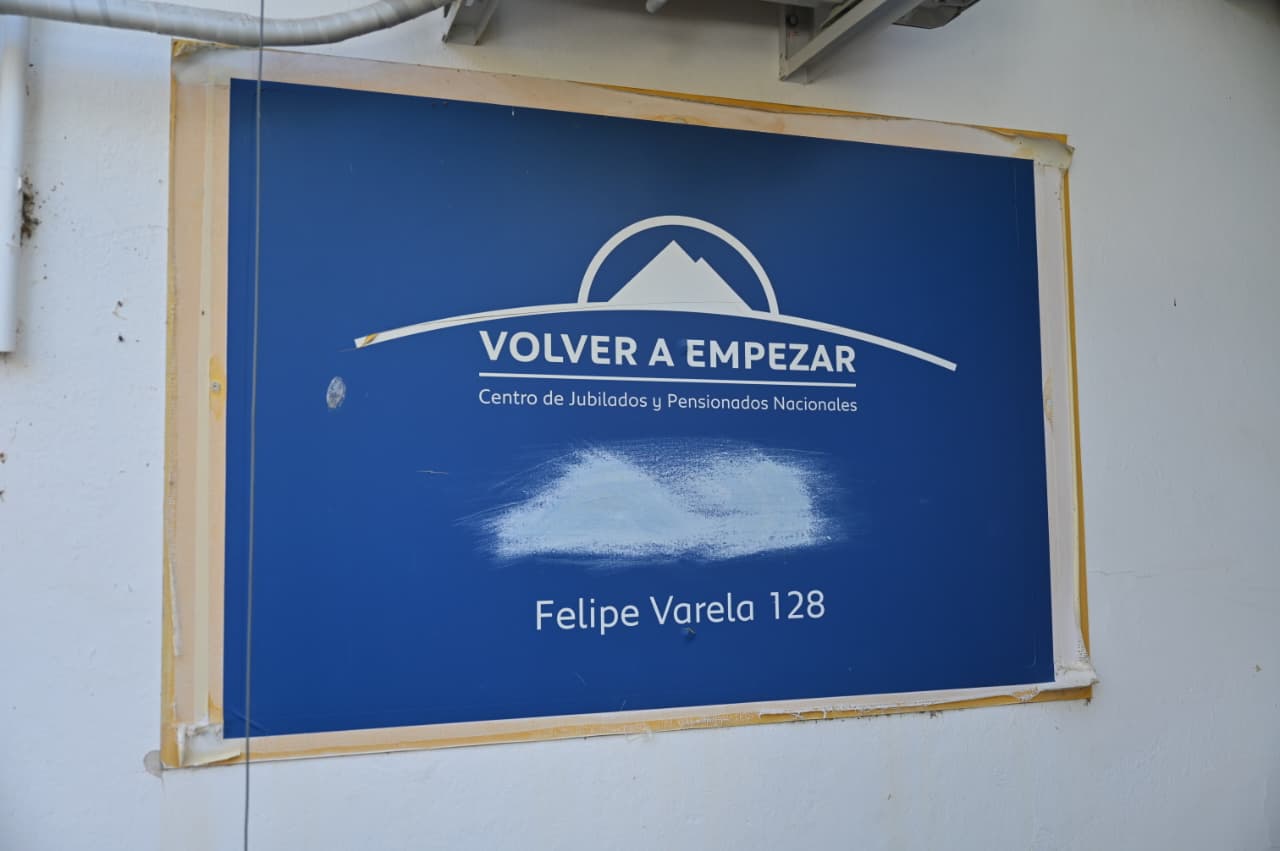 VOLVER A EMPEZAR
Centro de Jubilados y Pensionados Nacionales
Felipe Varela 128